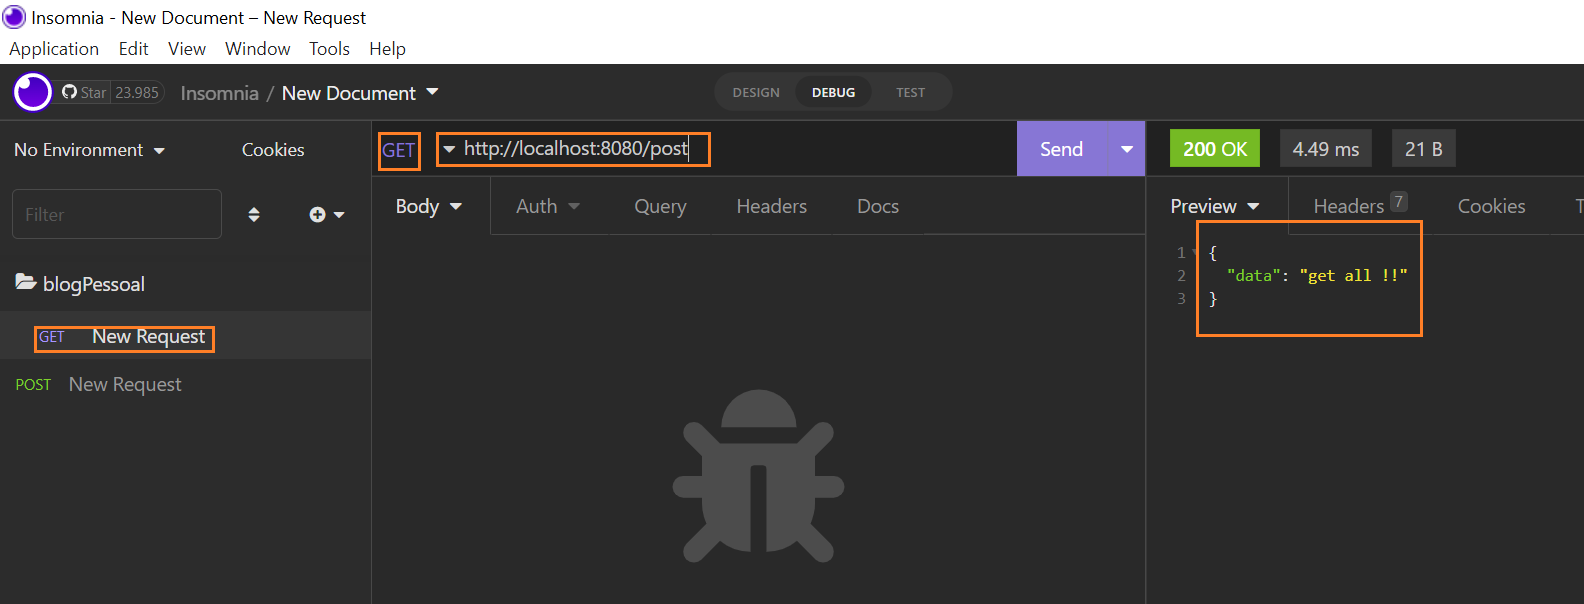 Insomnia - New Document – New Request
Application Edit View Window Tools Help
Star 23.985 Insomnia / New Document DESIGN DEBUG TEST
No Environment Cookies
Filter
blogPessoal
GET New Request
POST New Request
GET http://localhost:8080/post Send
Body Auth Query Headers Docs
200 OK 4.49 ms 21 B
Preview Headers 7 Cookies T
1 {
2 "data": "get all !!"
3 }